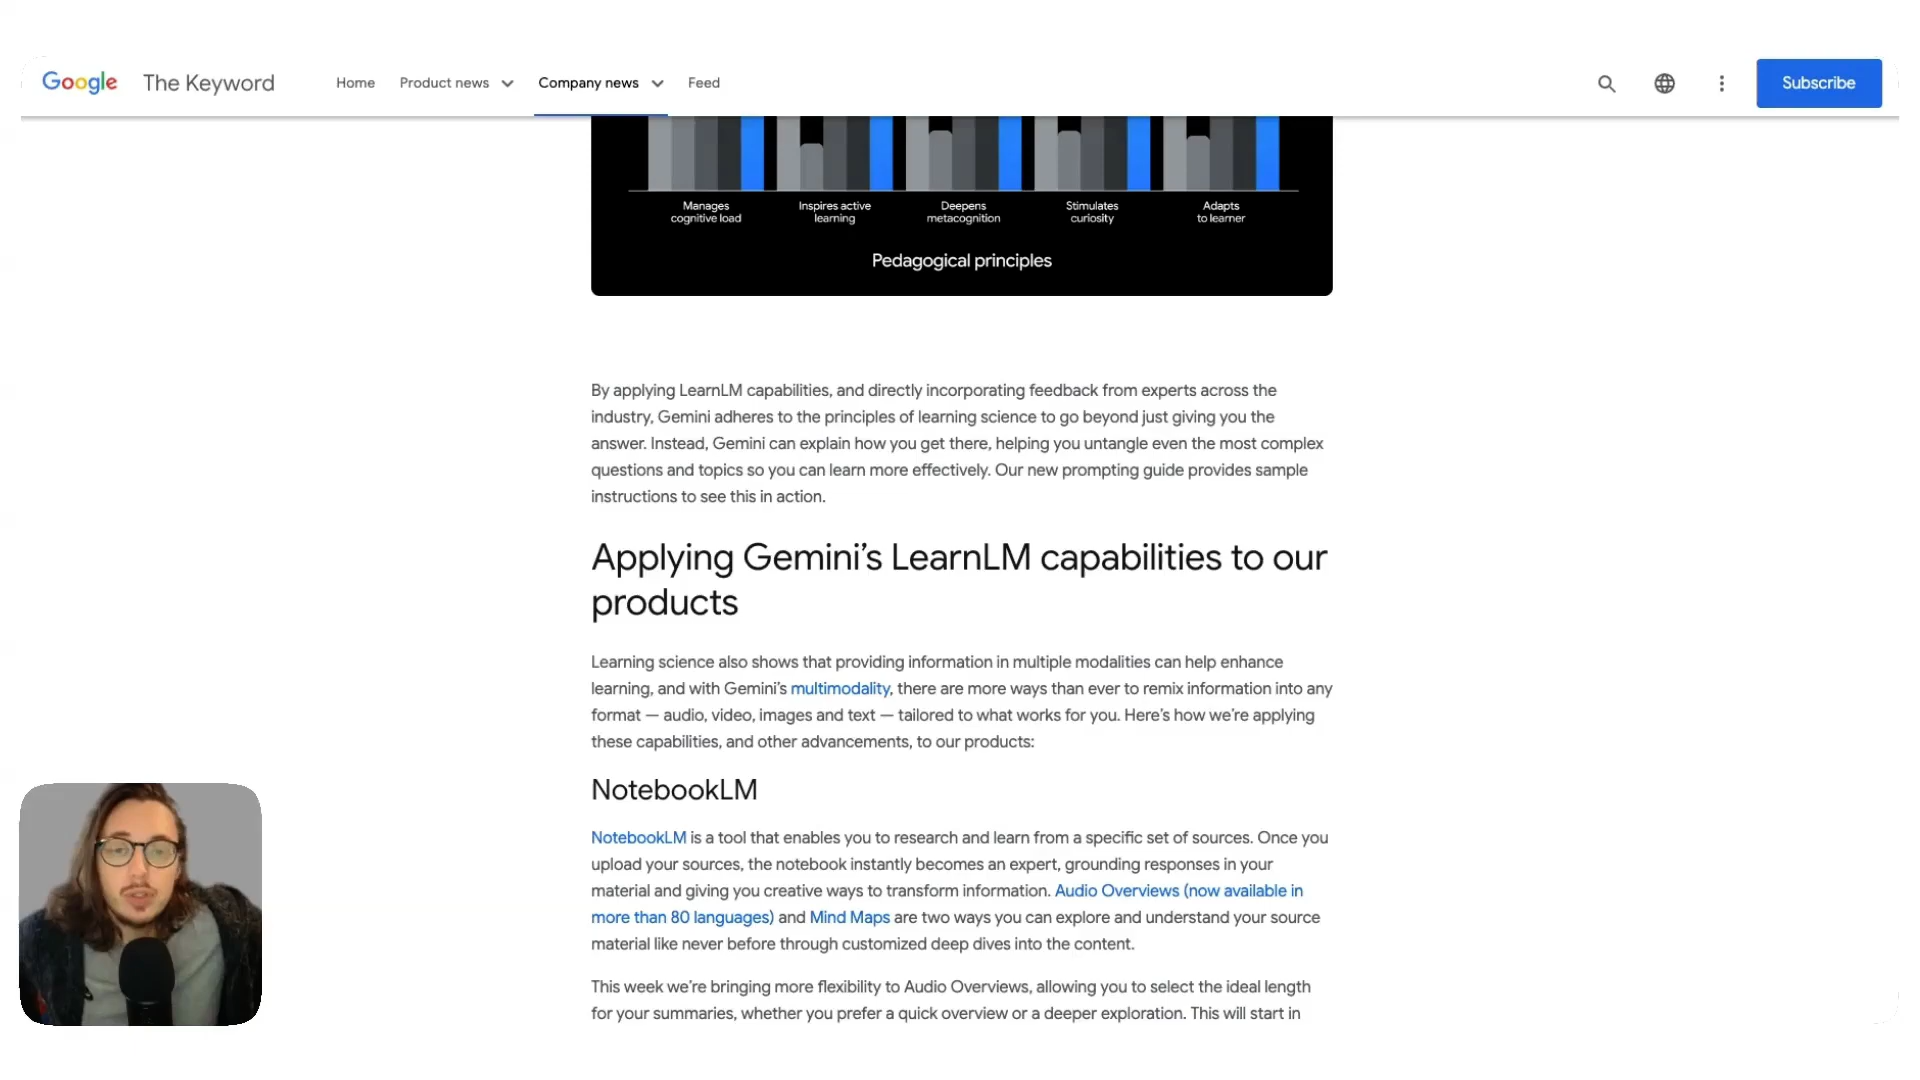 Google The Keyword Home Product news Company news Feed Subscribe
Manages cognitive load
Inspires active learning
Deepens metacognition
Stimulates curiosity
Adapts to learner
Pedagogical principles
By applying LearnLM capabilities, and directly incorporating feedback from experts across the
industry, Gemini adheres to the principles of learning science to go beyond just giving you the
answer. Instead, Gemini can explain how you get there, helping you untangle even the most complex
questions and topics so you can learn more effectively. Our new prompting guide provides sample
instructions to see this in action.
Applying Gemini’s LearnLM capabilities to our
products
Learning science also shows that providing information in multiple modalities can help enhance
learning, and with Gemini’s multimodality, there are more ways than ever to remix information into any
format — audio, video, images and text — tailored to what works for you. Here’s how we’re applying
these capabilities, and other advancements, to our products:
NotebookLM
NotebookLM is a tool that enables you to research and learn from a specific set of sources. Once you
upload your sources, the notebook instantly becomes an expert, grounding responses in your
material and giving you creative ways to transform information. Audio Overviews (now available in
more than 80 languages) and Mind Maps are two ways you can explore and understand your source
material like never before through customized deep dives into the content.
This week we’re bringing more flexibility to Audio Overviews, allowing you to select the ideal length
for your summaries, whether you prefer a quick overview or a deeper exploration. This will start in